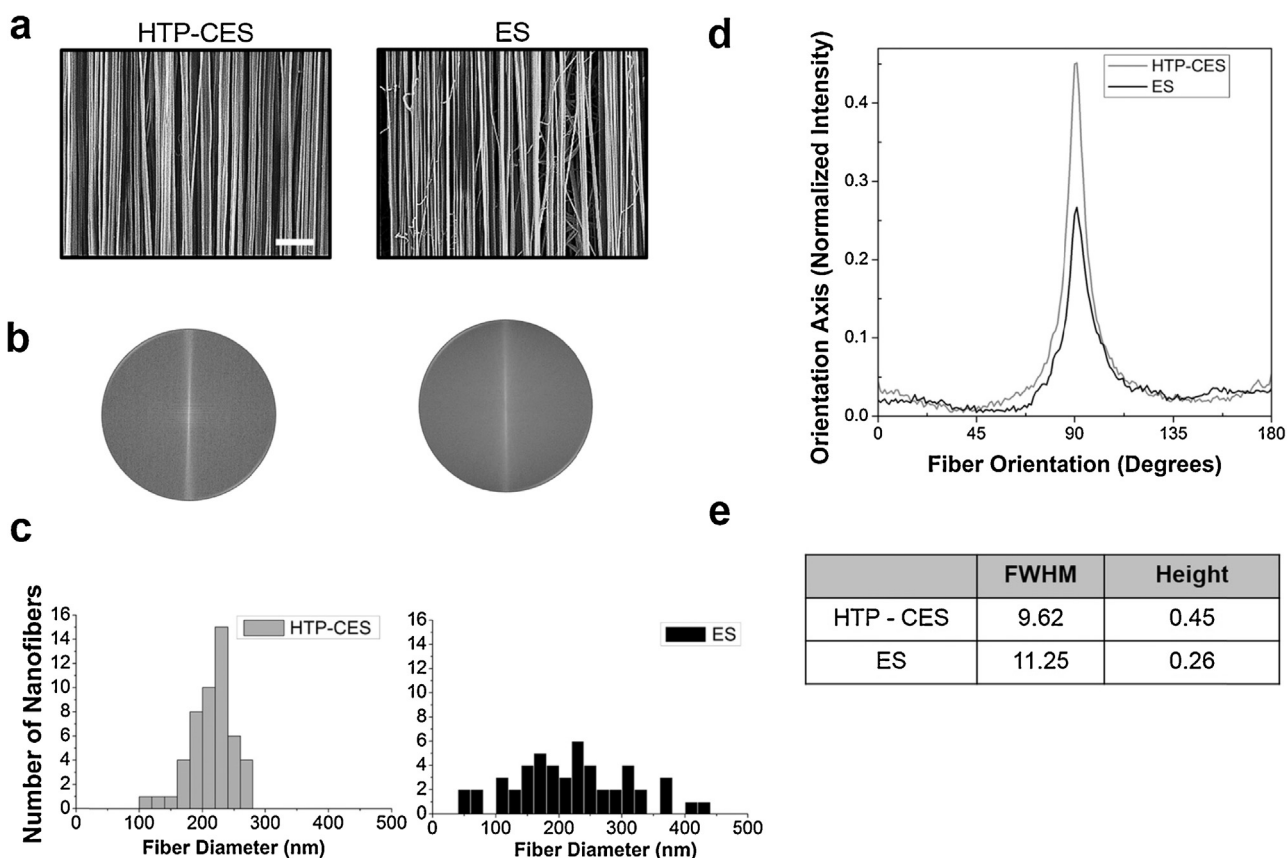 a
HTP-CES
ES
b
c
Number of Nanofibers
16
14
12
10
8
6
4
2
0
HTP-CES
0
100
200
300
400
500
Fiber Diameter (nm)
16
14
12
10
8
6
4
2
0
ES
0
100
200
300
400
500
Fiber Diameter (nm)
d
Orientation Axis (Normalized Intensity)
0.4
0.3
0.2
0.1
0.0
HTP-CES
ES
0
45
90
135
180
Fiber Orientation (Degrees)
e
FWHM Height
HTP - CES 9.62 0.45
ES 11.25 0.26